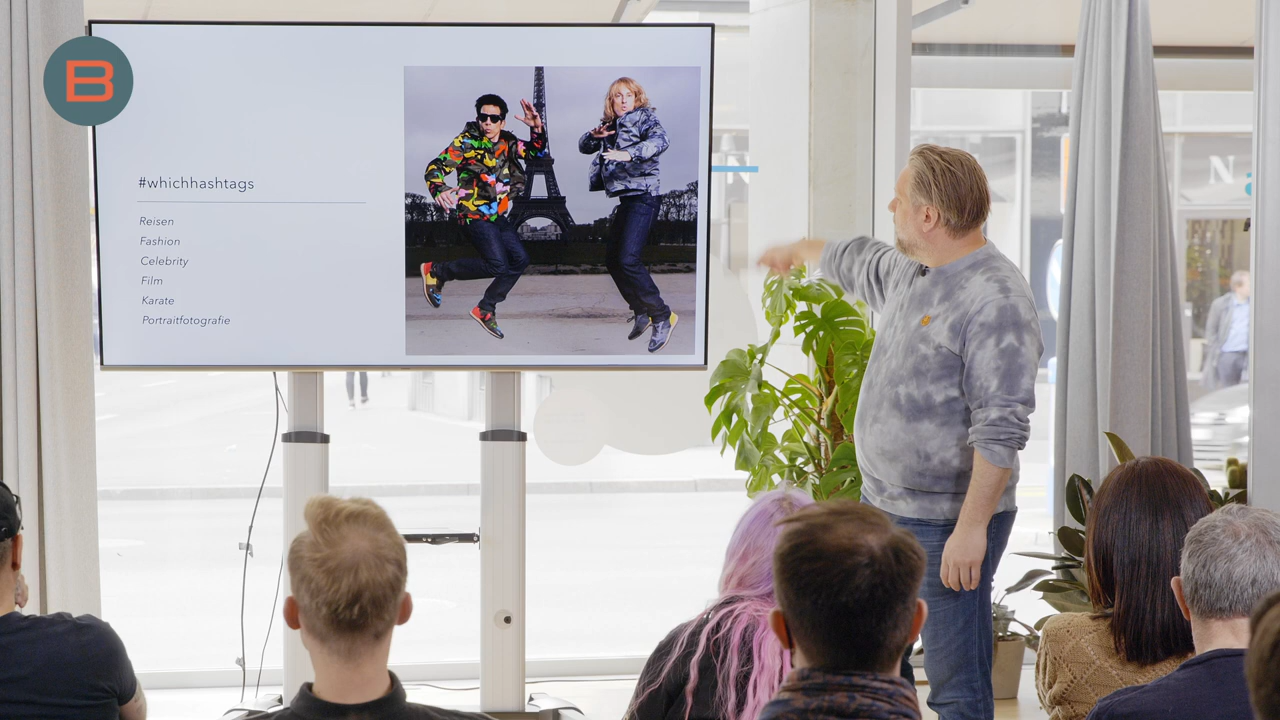 B
#whichhashtags
Reisen
Fashion
Celebrity
Film
Karate
Portraitfotografie
N
N